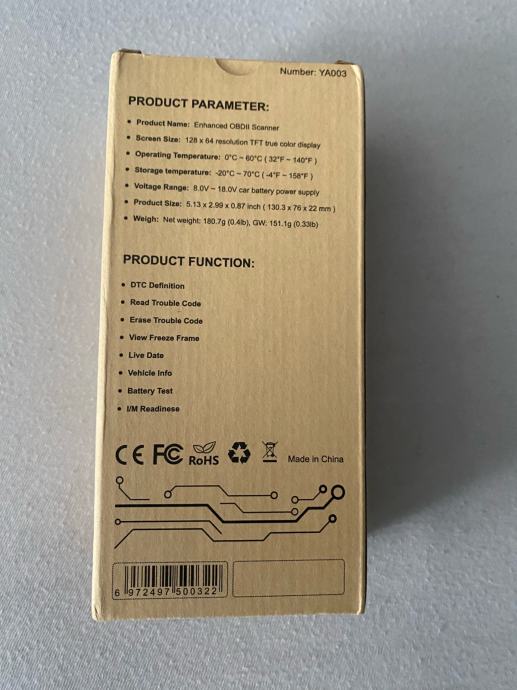 Number: YA003
PRODUCT PARAMETER:
• Product Name: Enhanced OBDII Scanner
• Screen Size: 128 x 64 resolution TFT true color display
• Operating Temperature: 0°C ~ 60°C ( 32°F ~ 140°F )
• Storage temperature: -20°C ~ 70°C ( -4°F ~ 158°F )
• Voltage Range: 8.0V ~ 18.0V car battery power supply
• Product Size: 5.13 x 2.99 x 0.87 inch ( 130.3 x 76 x 22 mm )
• Weigh: Net weight: 180.7g (0.4lb), GW: 151.1g (0.33lb)
PRODUCT FUNCTION:
• DTC Definition
• Read Trouble Code
• Erase Trouble Code
• View Freeze Frame
• Live Date
• Vehicle Info
• Battery Test
• I/M Readinese
CE FC RoHS Made in China
6 972497 500322